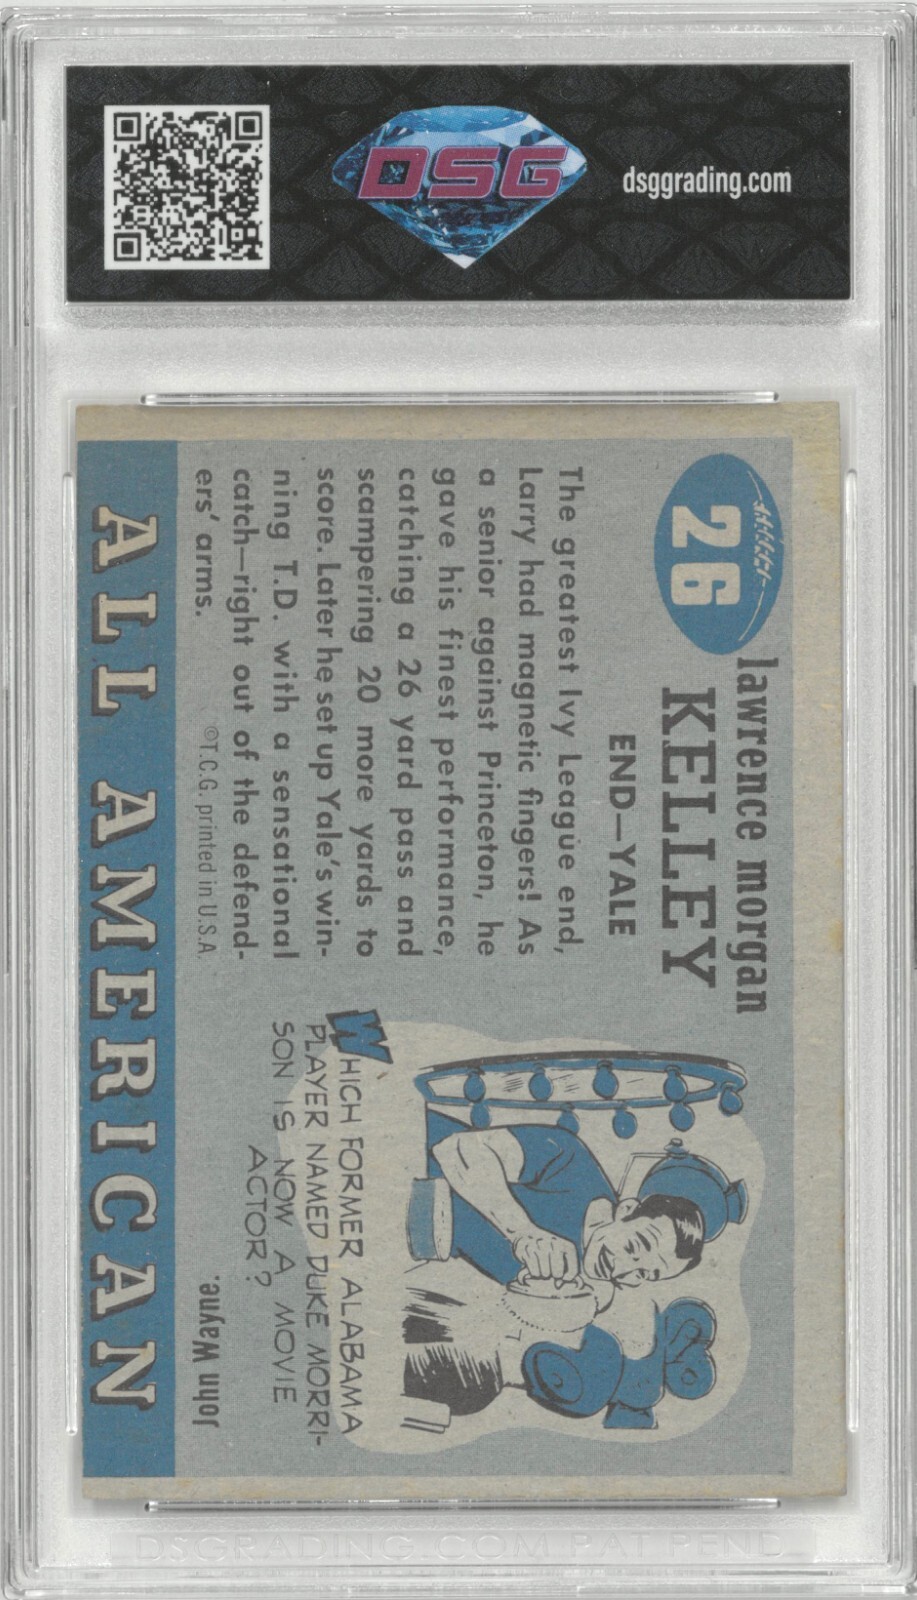 DSG
dsggrading.com
26
lawrence morgan
KELLEY
END—YALE
The greatest Ivy League end,
Larry had magnetic fingers! As
a senior against Princeton, he
gave his finest performance,
catching a 26 yard pass and
scampering 20 more yards to
score. Later he set up Yale's win-
ning T.D. with a sensational
catch—right out of the defend-
ers' arms.
©T.C.G. printed in U.S.A.
WHICH FORMER ALABAMA
PLAYER NAMED DUKE MORRI-
SON IS NOW A MOVIE
ACTOR?
John Wayne.
ALL AMERICAN
DSGRADING.COM PAT PEND